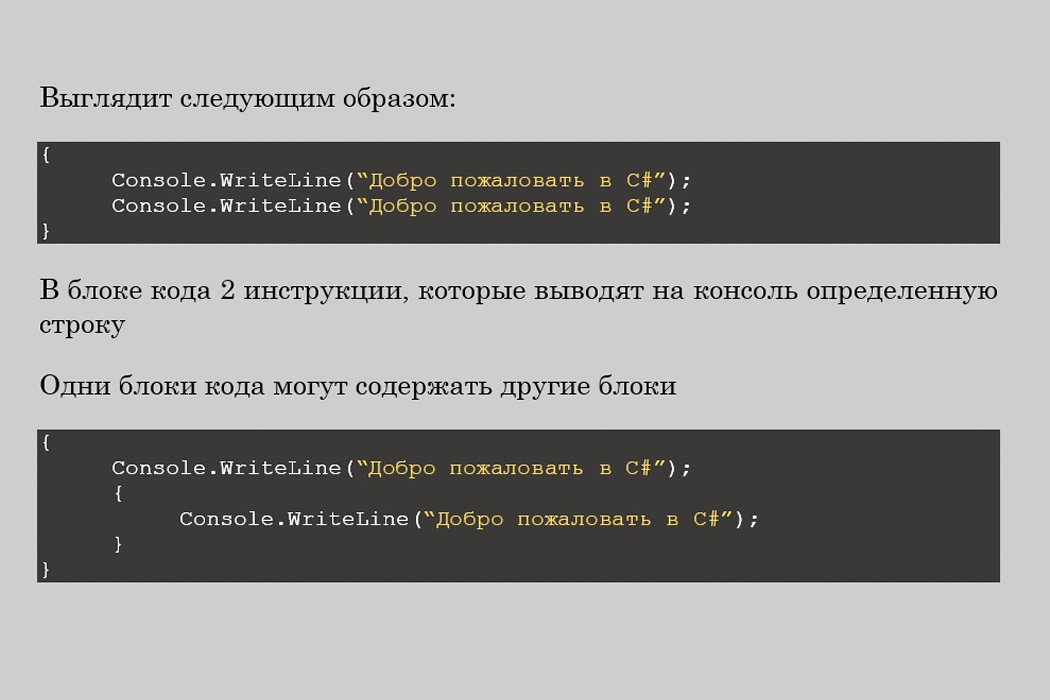 Выглядит следующим образом:
{
Console.WriteLine(“Добро пожаловать в C#”);
Console.WriteLine(“Добро пожаловать в C#”);
}
В блоке кода 2 инструкции, которые выводят на консоль определенную
строку
Одни блоки кода могут содержать другие блоки
{
Console.WriteLine(“Добро пожаловать в C#”);
{
Console.WriteLine(“Добро пожаловать в C#”);
}
}